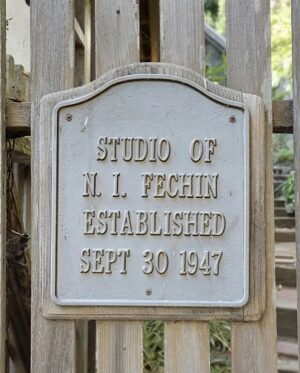 STUDIO OF
N. I. FECHIN
ESTABLISHED
SEPT 30 1947